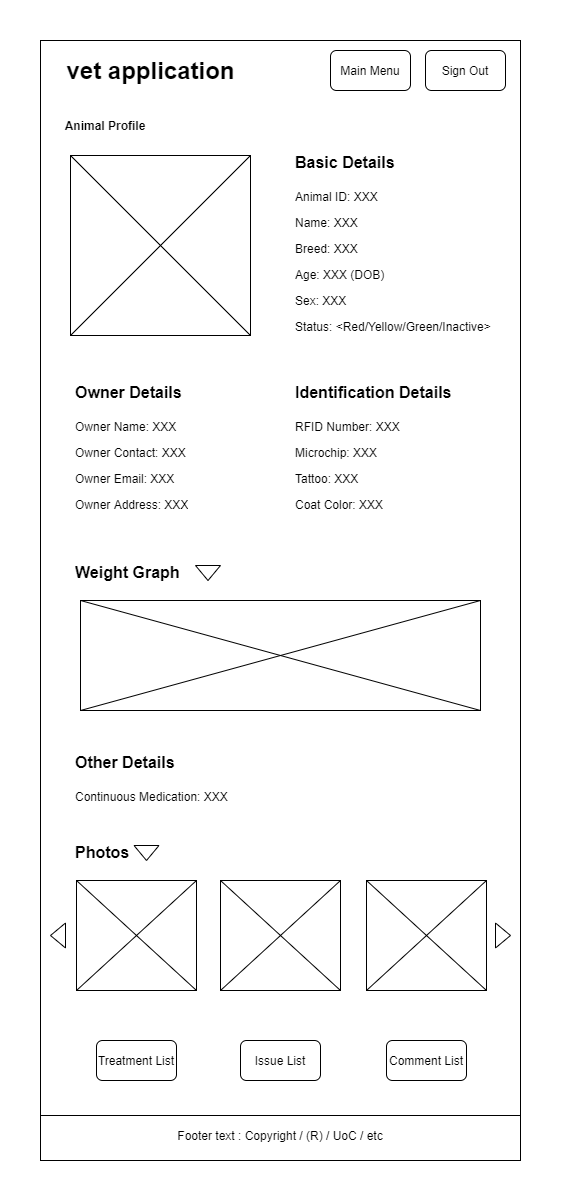 vet application
Main Menu
Sign Out
Animal Profile
Basic Details
Animal ID: XXX
Name: XXX
Breed: XXX
Age: XXX (DOB)
Sex: XXX
Status: <Red/Yellow/Green/Inactive>
Owner Details
Owner Name: XXX
Owner Contact: XXX
Owner Email: XXX
Owner Address: XXX
Identification Details
RFID Number: XXX
Microchip: XXX
Tattoo: XXX
Coat Color: XXX
Weight Graph
Other Details
Continuous Medication: XXX
Photos
Treatment List
Issue List
Comment List
Footer text : Copyright / (R) / UoC / etc